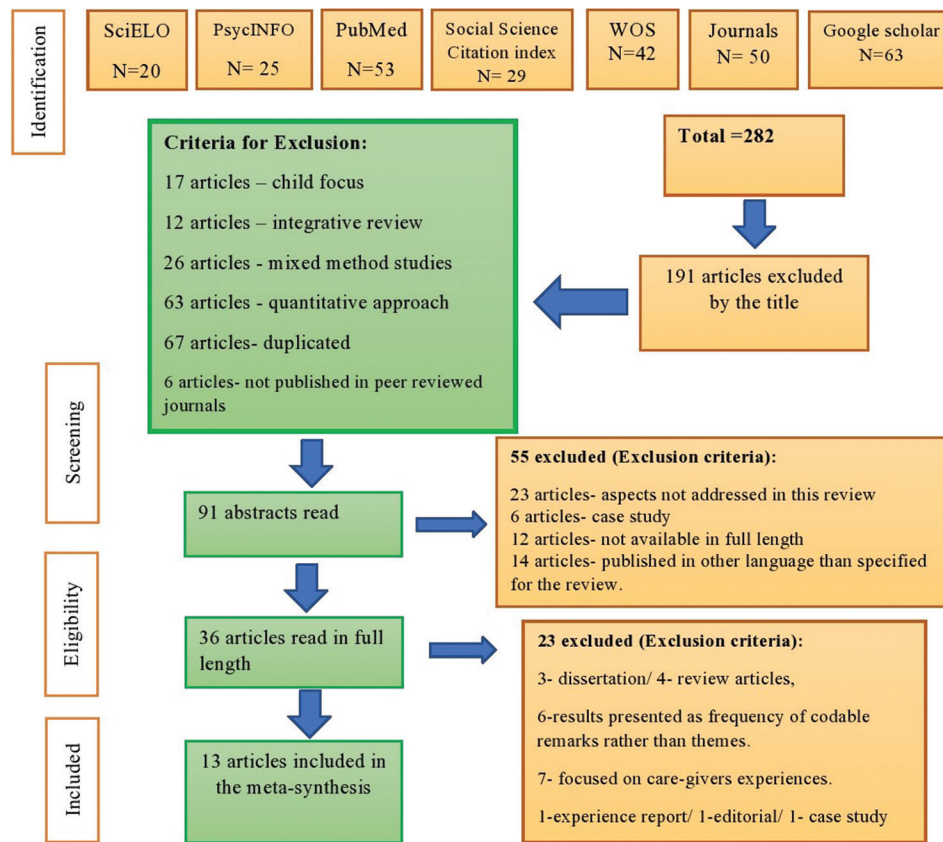 Identification
SciELO
N=20
PsycINFO
N= 25
PubMed
N=53
Social Science
Citation index
N= 29
WOS
N=42
Journals
N= 50
Google scholar
N=63
Criteria for Exclusion:
17 articles – child focus
12 articles – integrative review
26 articles - mixed method studies
63 articles - quantitative approach
67 articles- duplicated
6 articles- not published in peer reviewed
journals
Total =282
191 articles excluded
by the title
Screening
91 abstracts read
55 excluded (Exclusion criteria):
23 articles- aspects not addressed in this review
6 articles- case study
12 articles- not available in full length
14 articles- published in other language than specified
for the review.
Eligibility
36 articles read in full
length
23 excluded (Exclusion criteria):
3- dissertation/ 4- review articles,
6-results presented as frequency of codable
remarks rather than themes.
7- focused on care-givers experiences.
1-experience report/ 1-editorial/ 1- case study
Included
13 articles included in
the meta-synthesis